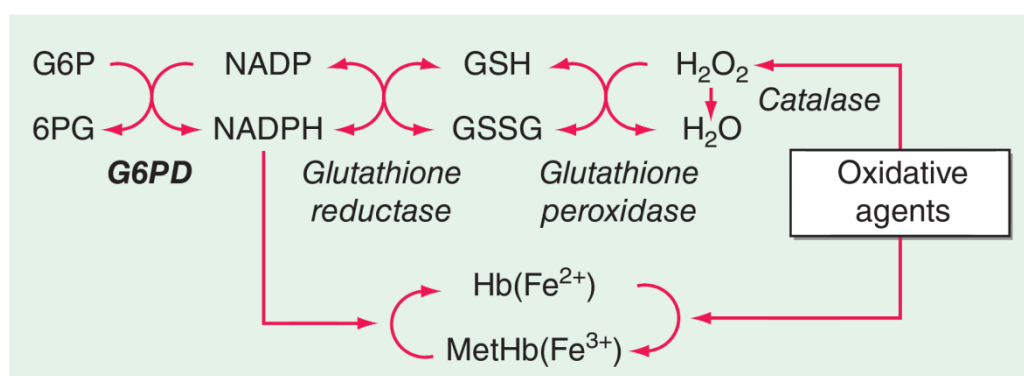 G6P NADP GSH H₂O₂
Catalase
6PG NADPH GSSG H₂O
G6PD Glutathione reductase Glutathione peroxidase
Oxidative agents
Hb(Fe²⁺)
MetHb(Fe³⁺)